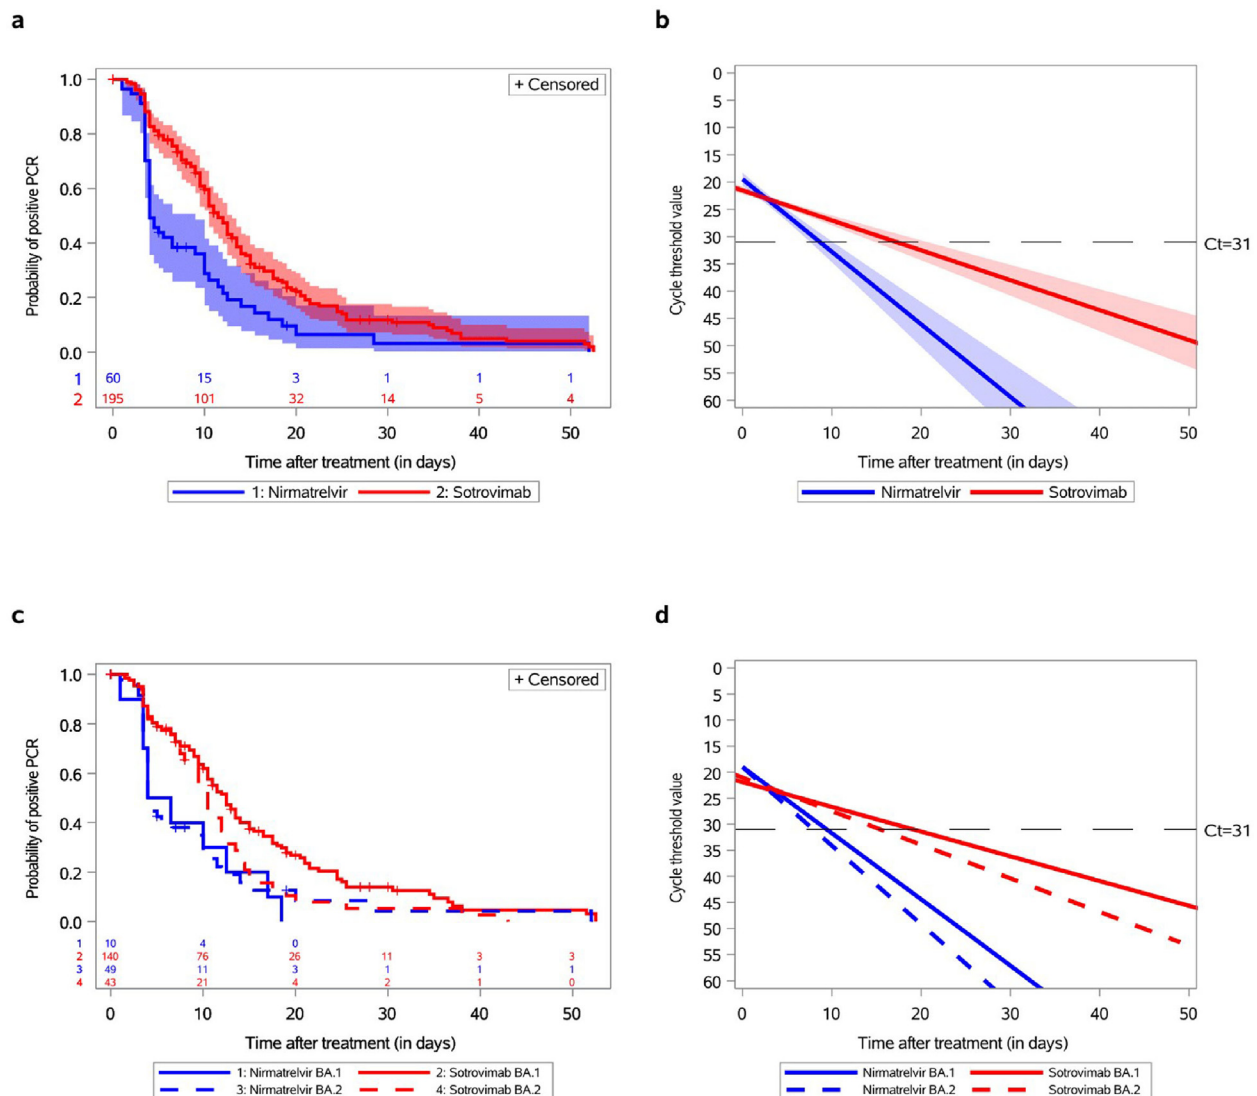 a
+ Censored
Probability of positive PCR
1.0
0.8
0.6
0.4
0.2
0.0
1 60 15 3 1 1 1
2 195 101 32 14 5 4
0 10 20 30 40 50
Time after treatment (in days)
1: Nirmatrelvir 2: Sotrovimab
b
Cycle threshold value
0
5
10
15
20
25
30
35
40
45
50
55
60
Ct=31
0 10 20 30 40 50
Time after treatment (in days)
Nirmatrelvir Sotrovimab
c
+ Censored
Probability of positive PCR
1.0
0.8
0.6
0.4
0.2
0.0
1 10 4 0
2 140 76 26 11 3 3
3 49 11 3 1 1 1
4 43 21 4 2 1 0
0 10 20 30 40 50
Time after treatment (in days)
1: Nirmatrelvir BA.1 2: Sotrovimab BA.1
3: Nirmatrelvir BA.2 4: Sotrovimab BA.2
d
Cycle threshold value
0
5
10
15
20
25
30
35
40
45
50
55
60
Ct=31
0 10 20 30 40 50
Time after treatment (in days)
Nirmatrelvir BA.1 Sotrovimab BA.1
Nirmatrelvir BA.2 Sotrovimab BA.2